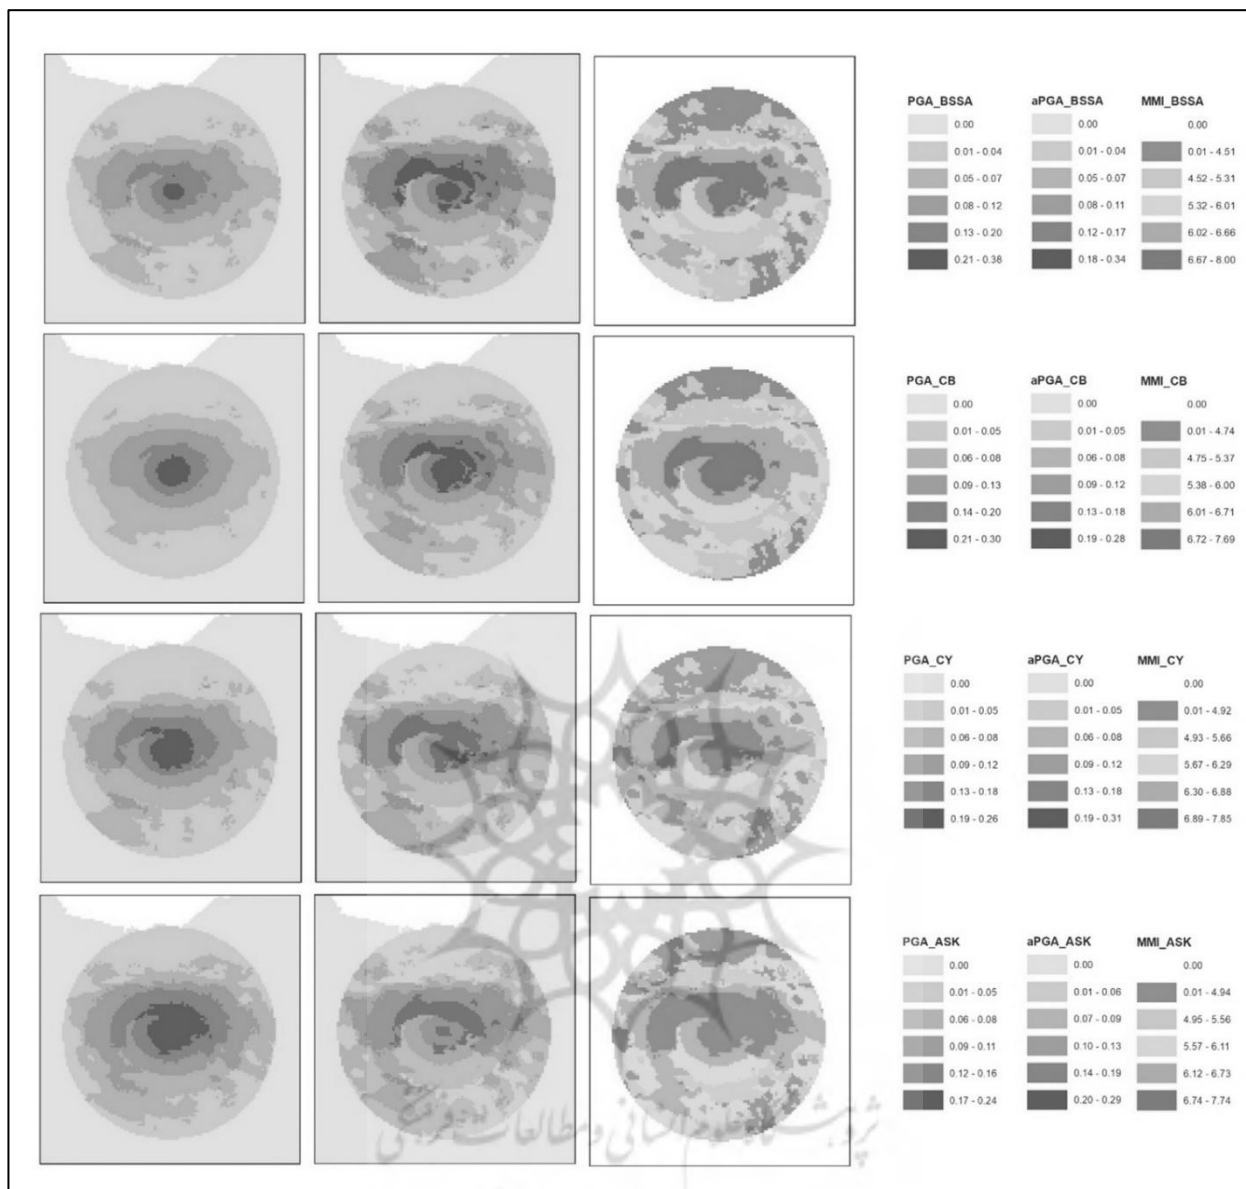 PGA_BSSA aPGA_BSSA MMI_BSSA
0.00 0.00 0.00
0.01 - 0.04 0.01 - 0.04 0.01 - 4.51
0.05 - 0.07 0.05 - 0.07 4.52 - 5.31
0.08 - 0.12 0.08 - 0.11 5.32 - 6.01
0.13 - 0.20 0.12 - 0.17 6.02 - 6.66
0.21 - 0.38 0.18 - 0.34 6.67 - 8.00
PGA_CB aPGA_CB MMI_CB
0.00 0.00 0.00
0.01 - 0.05 0.01 - 0.05 0.01 - 4.74
0.06 - 0.08 0.06 - 0.08 4.75 - 5.37
0.09 - 0.13 0.09 - 0.12 5.38 - 6.00
0.14 - 0.20 0.13 - 0.18 6.01 - 6.71
0.21 - 0.30 0.19 - 0.28 6.72 - 7.69
PGA_CY aPGA_CY MMI_CY
0.00 0.00 0.00
0.01 - 0.05 0.01 - 0.05 0.01 - 4.92
0.06 - 0.08 0.06 - 0.08 4.93 - 5.66
0.09 - 0.12 0.09 - 0.12 5.67 - 6.29
0.13 - 0.18 0.13 - 0.18 6.30 - 6.88
0.19 - 0.26 0.19 - 0.31 6.89 - 7.85
PGA_ASK aPGA_ASK MMI_ASK
0.00 0.00 0.00
0.01 - 0.05 0.01 - 0.06 0.01 - 4.94
0.06 - 0.08 0.07 - 0.09 4.95 - 5.56
0.09 - 0.11 0.10 - 0.13 5.57 - 6.11
0.12 - 0.16 0.14 - 0.19 6.12 - 6.73
0.17 - 0.24 0.20 - 0.29 6.74 - 7.74
پژوهشگاه علوم انسانی و مطالعات فرهنگی